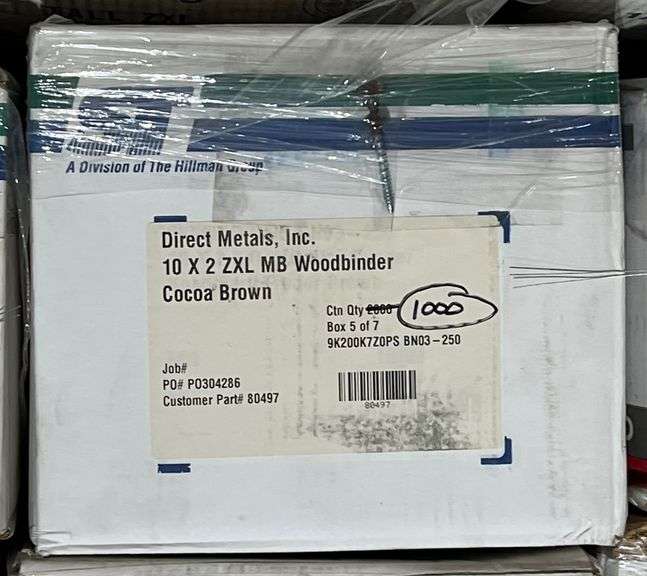 A Division of The Hillman Group
Direct Metals, Inc.
10 X 2 ZXL MB Woodbinder
Cocoa Brown
Ctn Qty 2000 1000
Box 5 of 7
9K200K7Z0PS BN03-250
Job#
PO# PO304286
Customer Part# 80497
80497